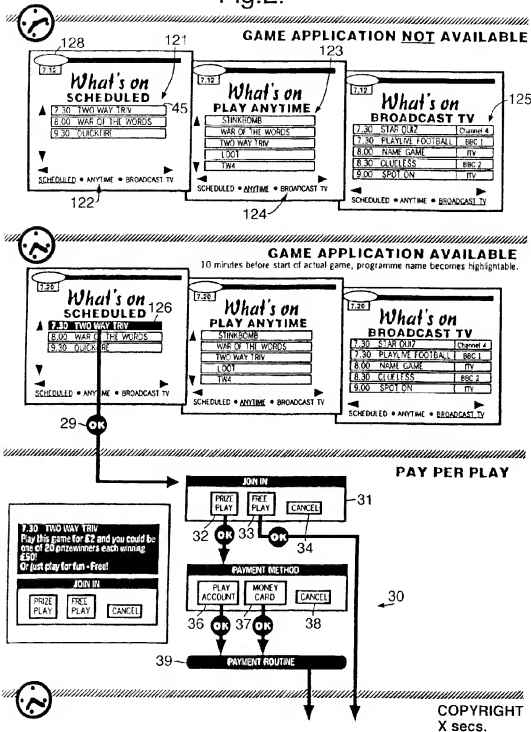 Fig.2.
GAME APPLICATION NOT AVAILABLE
128
121
7.12
What's on
SCHEDULED
45
7.30 TWO WAY TRIV
8.00 WAR OF THE WORDS
9.30 QUICKFIRE
SCHEDULED • ANYTIME • BROADCAST TV
122
123
7.12
What's on
PLAY ANYTIME
STINKBOMB
WAR OF THE WORDS
TWO WAY TRIV
LOOT
TW4
SCHEDULED • ANYTIME • BROADCAST TV
124
7.12
What's on
BROADCAST TV
125
7.30 STAR QUIZ Channel 4
7.30 PLAYLIVE FOOTBALL BBC 1
8.00 NAME GAME ITV
8.30 CLUELESS BBC 2
9.00 SPOT ON ITV
SCHEDULED • ANYTIME • BROADCAST TV
GAME APPLICATION AVAILABLE
10 minutes before start of actual game, programme name becomes highlightable.
7.20
What's on
SCHEDULED
126
7.30 TWO WAY TRIV
8.00 WAR OF THE WORDS
9.30 QUICKFIRE
SCHEDULED • ANYTIME • BROADCAST TV
7.20
What's on
PLAY ANYTIME
STINKBOMB
WAR OF THE WORDS
TWO WAY TRIV
LOOT
TW4
SCHEDULED • ANYTIME • BROADCAST TV
7.20
What's on
BROADCAST TV
7.30 STAR QUIZ Channel 4
7.30 PLAYLIVE FOOTBALL BBC 1
8.00 NAME GAME ITV
8.30 CLUELESS BBC 2
9.00 SPOT ON ITV
SCHEDULED • ANYTIME • BROADCAST TV
29
OK
PAY PER PLAY
JOIN IN
31
PRIZE PLAY
FREE PLAY
CANCEL
32
33
34
OK
OK
7.30 TWO WAY TRIV
Play this game for £2 and you could be
one of 20 prizewinners each winning
£50!
Or just play for fun - Free!
JOIN IN
PRIZE PLAY
FREE PLAY
CANCEL
PAYMENT METHOD
PLAY ACCOUNT
MONEY CARD
CANCEL
30
36
37
38
OK
OK
39
PAYMENT ROUTINE
COPYRIGHT
X secs.